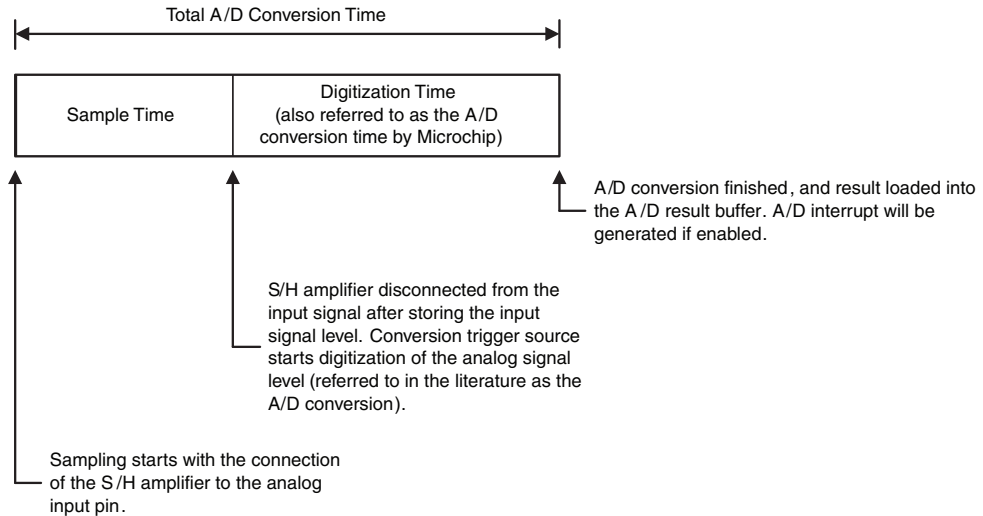 Total A/D Conversion Time
Sample Time
Digitization Time
(also referred to as the A/D
conversion time by Microchip)
A/D conversion finished, and result loaded into
the A/D result buffer. A/D interrupt will be
generated if enabled.
S/H amplifier disconnected from the
input signal after storing the input
signal level. Conversion trigger source
starts digitization of the analog signal
level (referred to in the literature as the
A/D conversion).
Sampling starts with the connection
of the S/H amplifier to the analog
input pin.